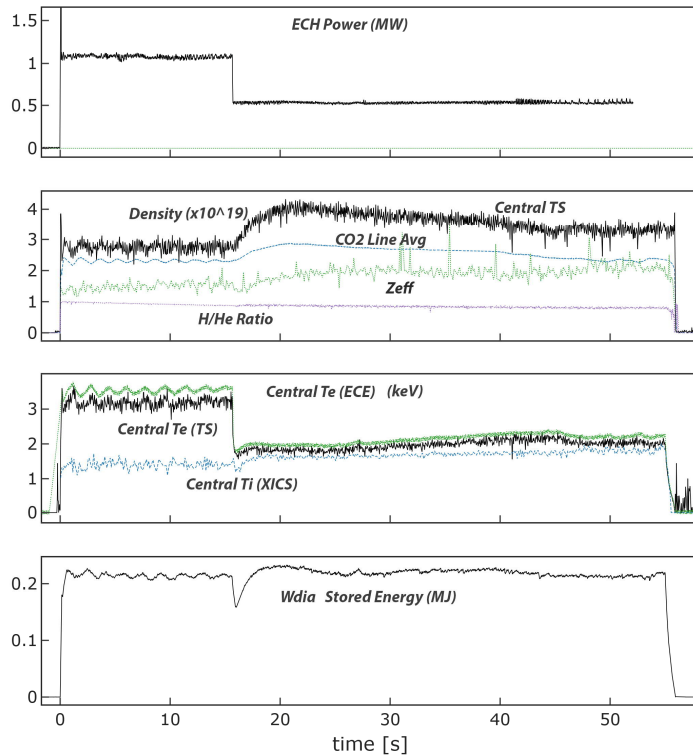 ECH Power (MW)
1.5
1
0.5
0
Density (x10^19)
Central TS
CO2 Line Avg
Zeff
H/He Ratio
4
3
2
1
0
Central Te (ECE) (keV)
Central Te (TS)
Central Ti (XICS)
3
2
1
0
Wdia Stored Energy (MJ)
0.2
0.1
0
0 10 20 30 40 50
time [s]